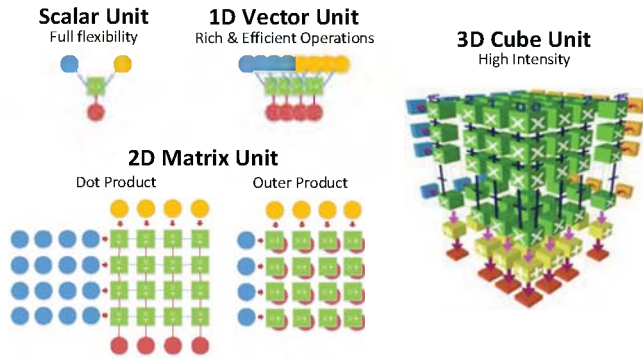 Scalar Unit
Full flexibility
1D Vector Unit
Rich & Efficient Operations
3D Cube Unit
High Intensity
2D Matrix Unit
Dot Product
Outer Product